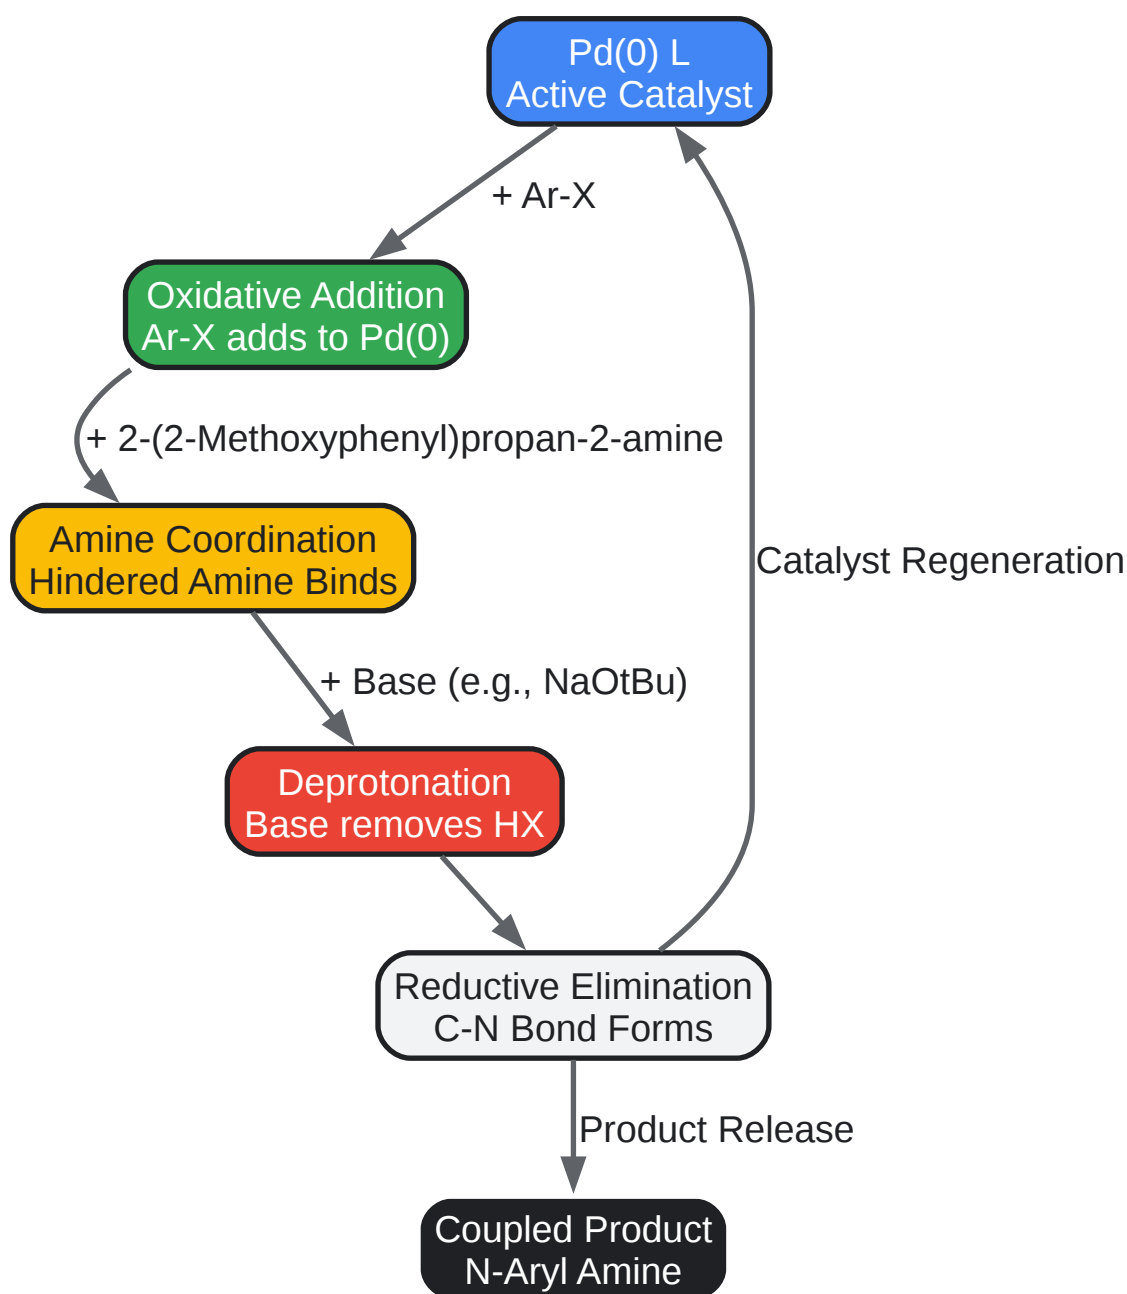 Pd(0) L
Active Catalyst
+ Ar-X
Oxidative Addition
Ar-X adds to Pd(0)
+ 2-(2-Methoxyphenyl)propan-2-amine
Amine Coordination
Hindered Amine Binds
Catalyst Regeneration
+ Base (e.g., NaOtBu)
Deprotonation
Base removes HX
Reductive Elimination
C-N Bond Forms
Product Release
Coupled Product
N-Aryl Amine